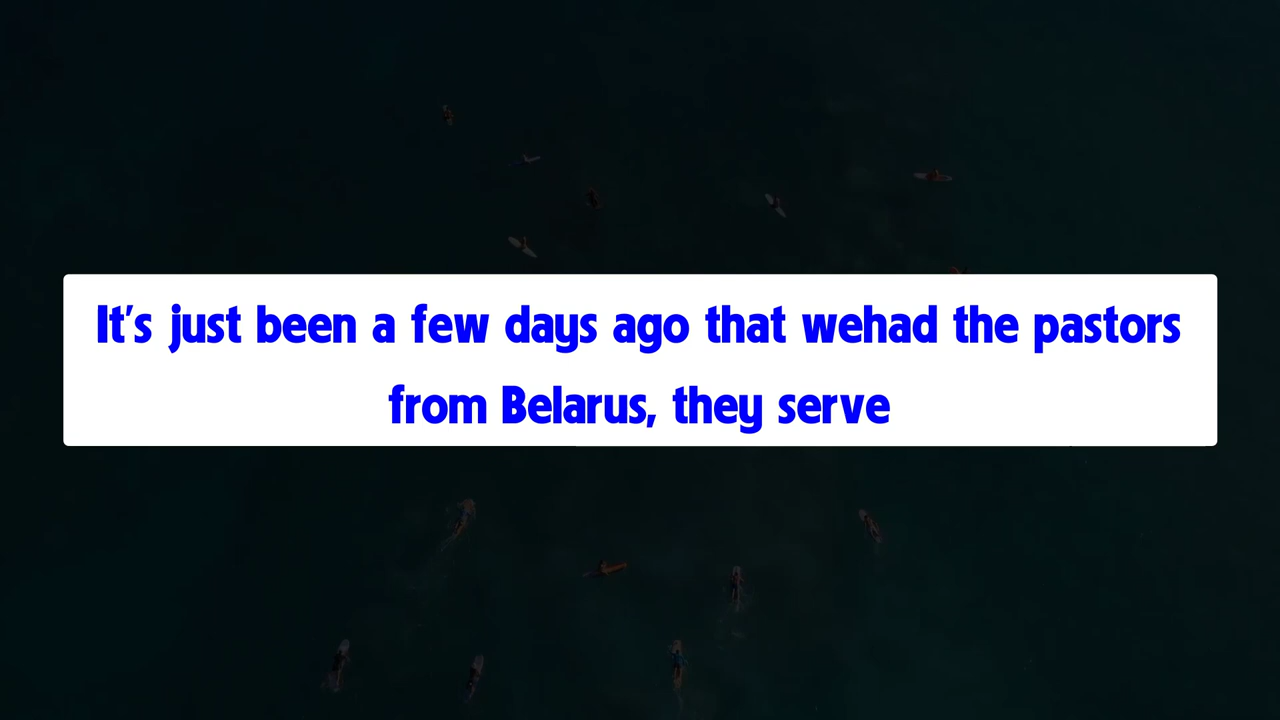 It's just been a few days ago that wehad the pastors
from Belarus, they serve